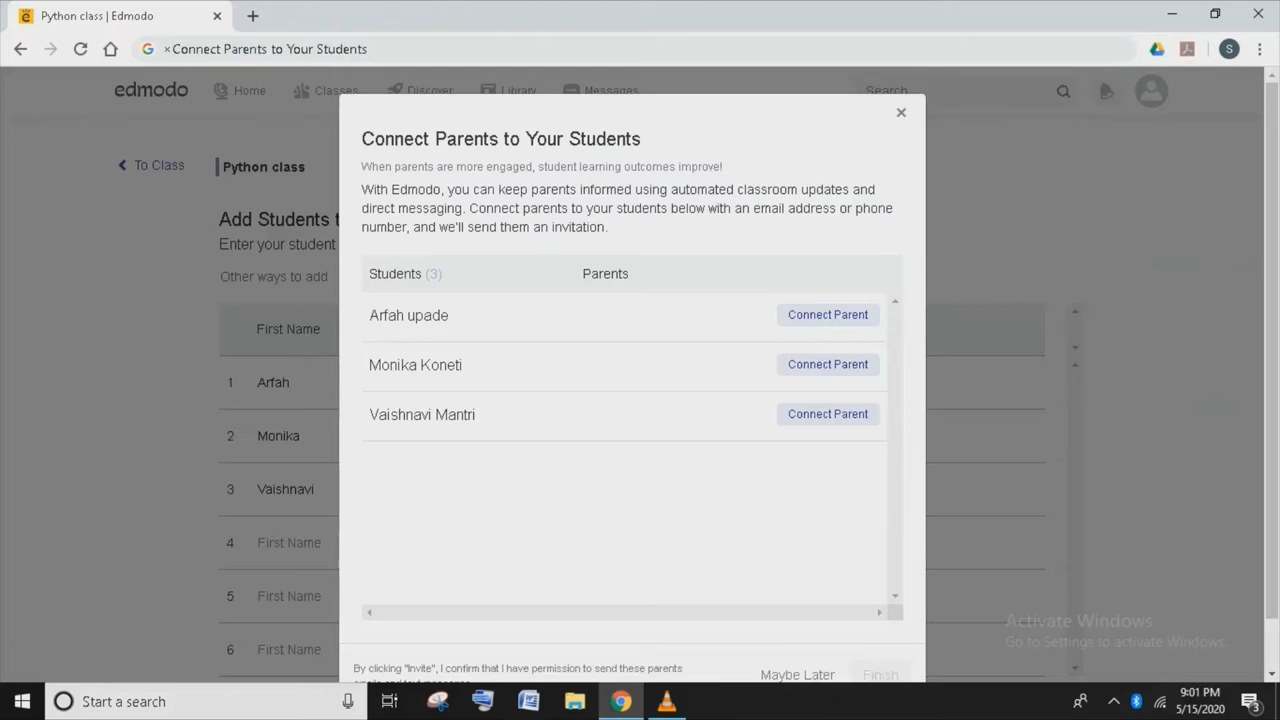 Python class | Edmodo
Connect Parents to Your Students
edmodo Home Classes Discover Library Messages Search
To Class Python class
Add Students t
Enter your student
Other ways to add
First Name
1 Arfah
2 Monika
3 Vaishnavi
4 First Name
5 First Name
6 First Name
Connect Parents to Your Students
When parents are more engaged, student learning outcomes improve!
With Edmodo, you can keep parents informed using automated classroom updates and
direct messaging. Connect parents to your students below with an email address or phone
number, and we'll send them an invitation.
Students (3) Parents
Arfah upade Connect Parent
Monika Koneti Connect Parent
Vaishnavi Mantri Connect Parent
By clicking "Invite", I confirm that I have permission to send these parents
Maybe Later Finish
Activate Windows
Go to Settings to activate Windows.
Start a search
9:01 PM
5/15/2020
3
S